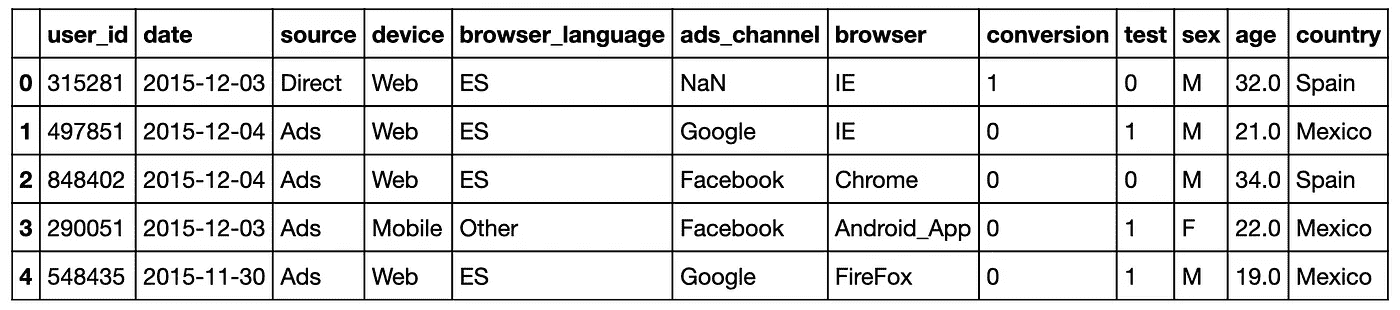 user_id date source device browser_language ads_channel browser conversion test sex age country
0 315281 2015-12-03 Direct Web ES NaN IE 1 0 M 32.0 Spain
1 497851 2015-12-04 Ads Web ES Google IE 0 1 M 21.0 Mexico
2 848402 2015-12-04 Ads Web ES Facebook Chrome 0 0 M 34.0 Spain
3 290051 2015-12-03 Ads Mobile Other Facebook Android_App 0 1 F 22.0 Mexico
4 548435 2015-11-30 Ads Web ES Google FireFox 0 1 M 19.0 Mexico